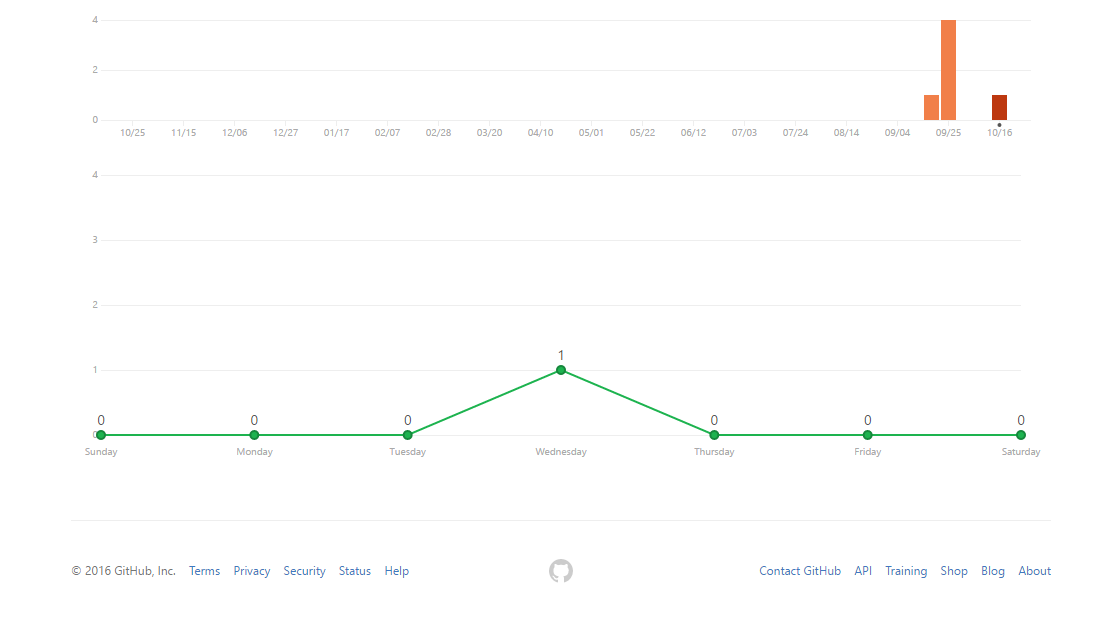 4
2
0
10/25 11/15 12/06 12/27 01/17 02/07 02/28 03/20 04/10 05/01 05/22 06/12 07/03 07/24 08/14 09/04 09/25 10/16
4
3
2
1
1
0 0 0 0 0 0
0
Sunday Monday Tuesday Wednesday Thursday Friday Saturday
© 2016 GitHub, Inc. Terms Privacy Security Status Help Contact GitHub API Training Shop Blog About